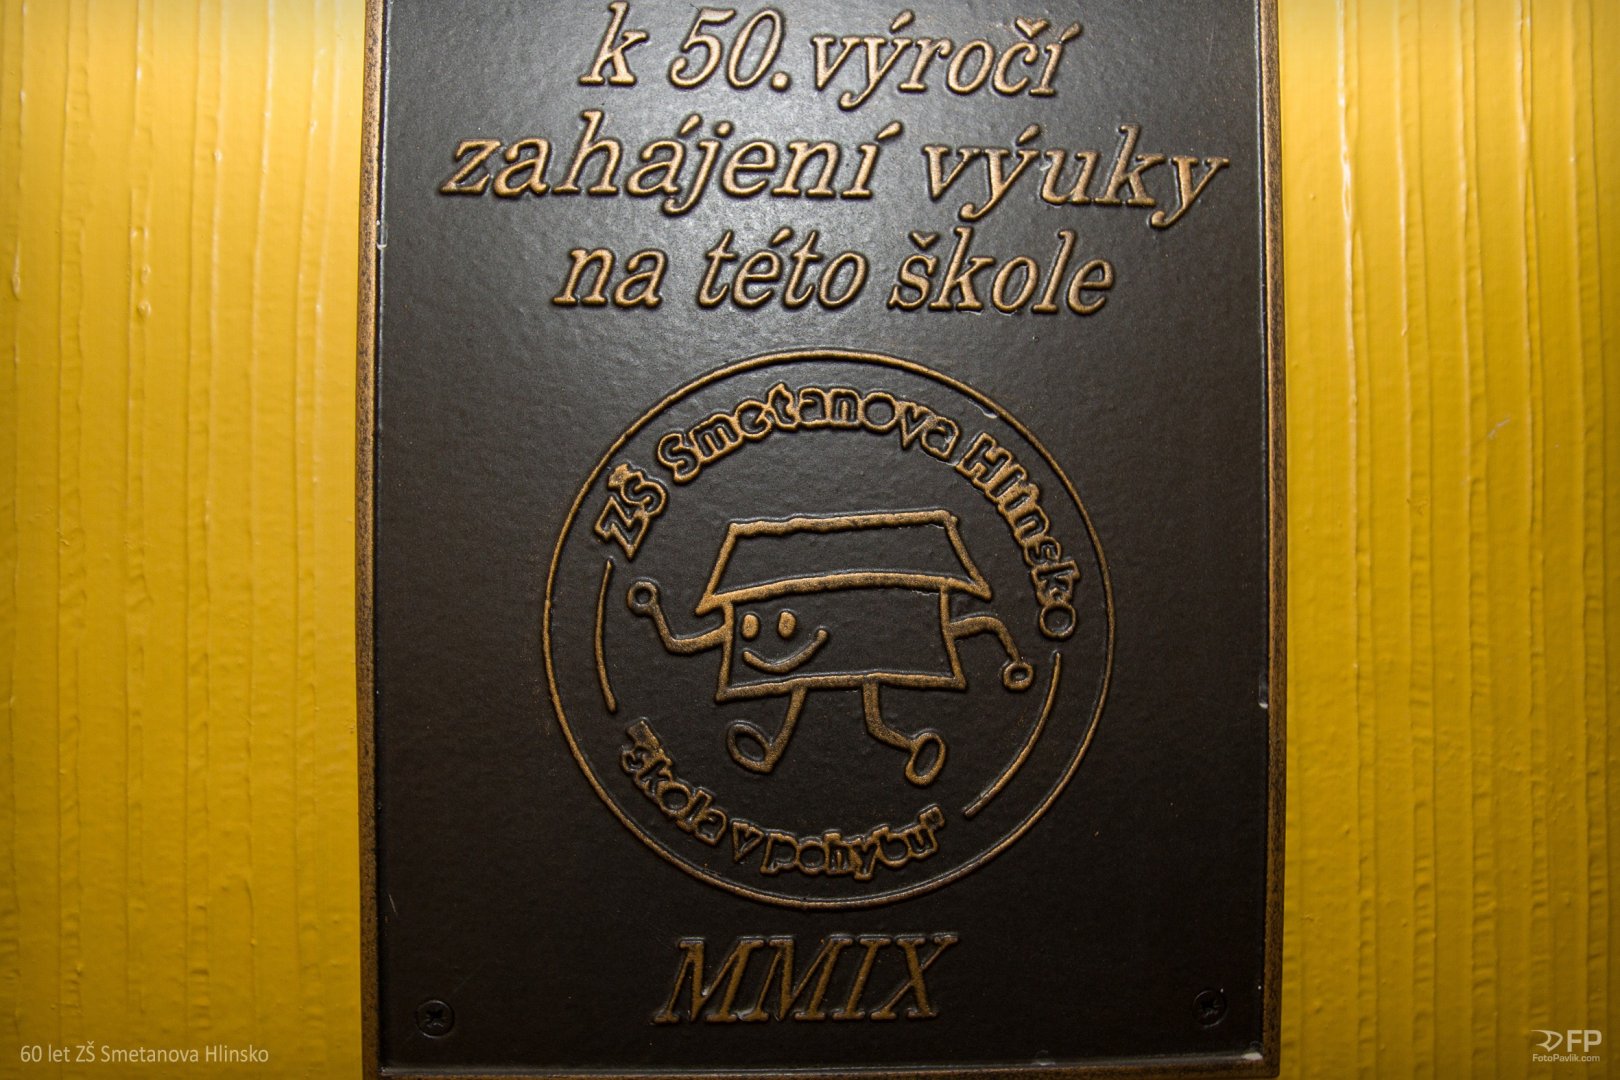 k 50. výročí
zahájení výuky
na této škole
ZŠ Smetanova Hlinsko
"škola v pohybu"
MMIX
60 let ZŠ Smetanova Hlinsko
FP
FotoPavlik.com